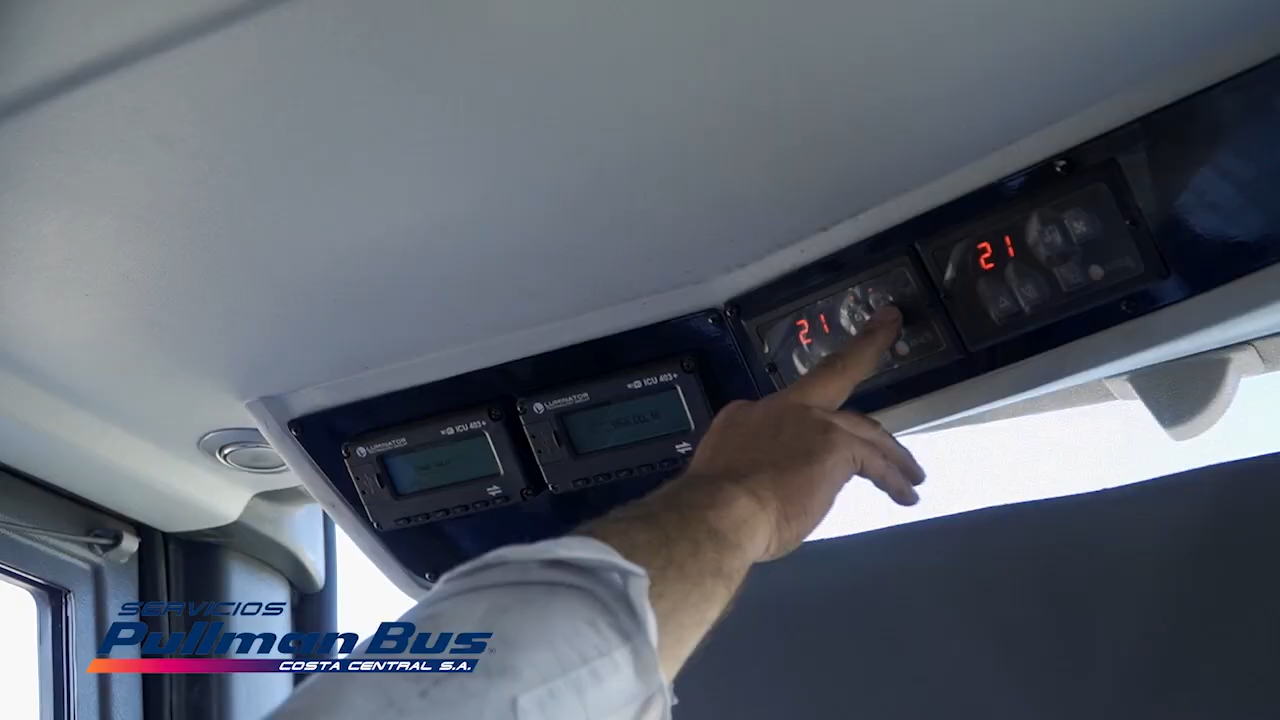 21
21
LUMINATOR
ICU 403+
LUMINATOR
ICU 403+
SERVICIOS
Pullman Bus
COSTA CENTRAL S.A.